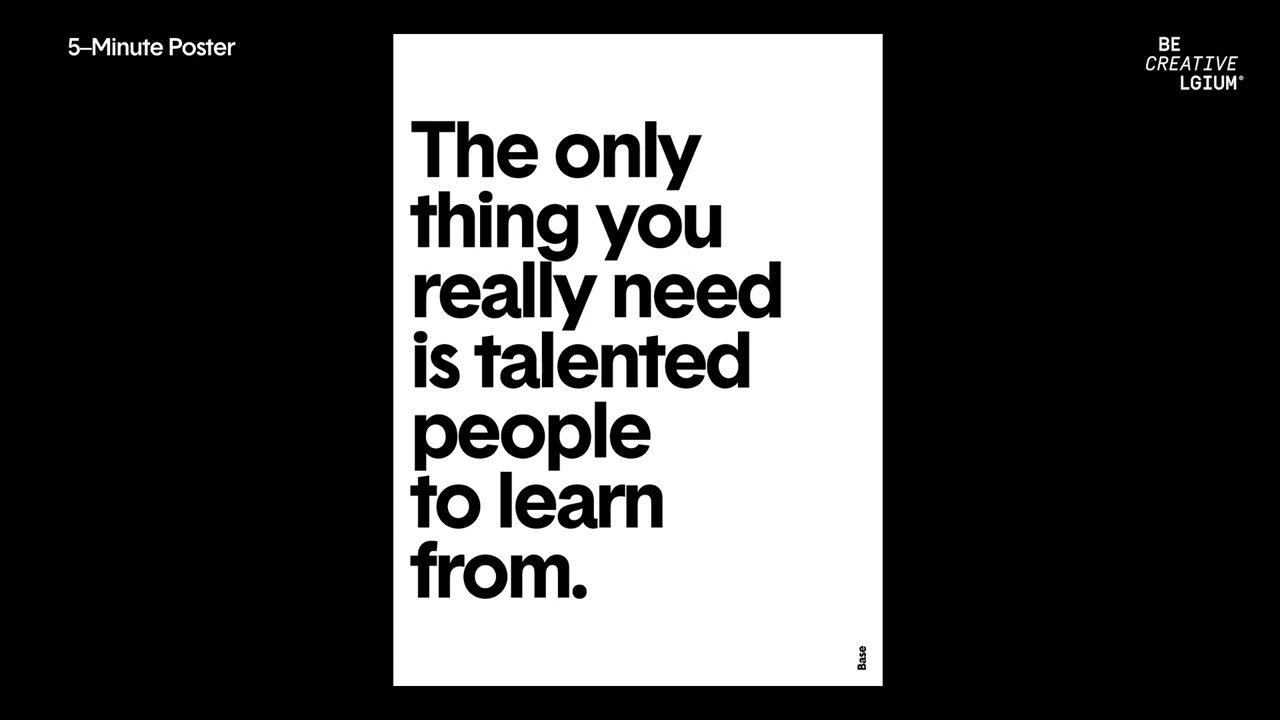 5–Minute Poster
BE
CREATIVE
LGIUM®
The only
thing you
really need
is talented
people
to learn
from.
Base